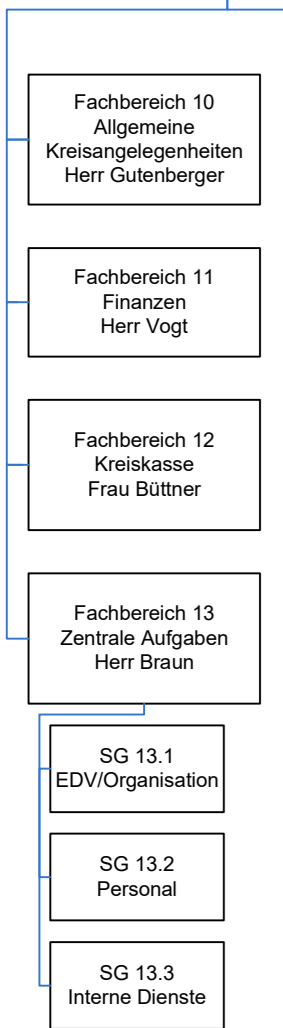 Fachbereich 10
Allgemeine
Kreisangelegenheiten
Herr Gutenberger
Fachbereich 11
Finanzen
Herr Vogt
Fachbereich 12
Kreiskasse
Frau Büttner
Fachbereich 13
Zentrale Aufgaben
Herr Braun
SG 13.1
EDV/Organisation
SG 13.2
Personal
SG 13.3
Interne Dienste